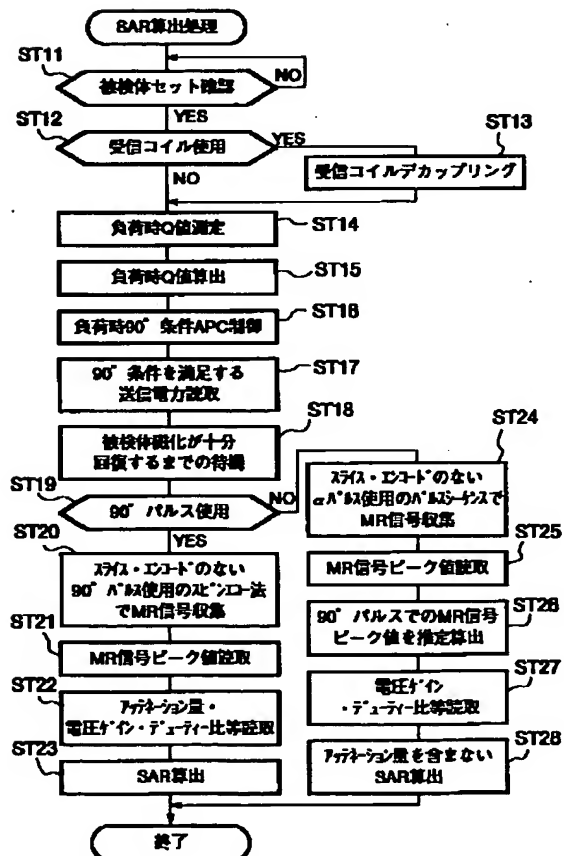 SAR算出処理
ST11
被検体セット確認
NO
YES
ST12
受信コイル使用
YES
NO
ST13
受信コイルデカップリング
負荷時Q値測定
ST14
負荷時Q値算出
ST15
負荷時90°条件APC制御
ST16
90°条件を満足する
送信電力読取
ST17
被検体磁化が十分
回復するまでの待機
ST18
ST19
90°パルス使用
NO
YES
ST20
スライス・エンコードのない
90°パルス使用のスピンエコー法
でMR信号収集
ST21
MR信号ピーク値読取
ST22
アッテネーション量・
電圧ゲイン・デューティー比等読取
ST23
SAR算出
ST24
スライス・エンコードのない
αパルス使用のパルスシーケンスで
MR信号収集
ST25
MR信号ピーク値読取
ST26
90°パルスでのMR信号
ピーク値を推定算出
ST27
電圧ゲイン
・デューティー比等読取
ST28
アッテネーション量を含まない
SAR算出
終了